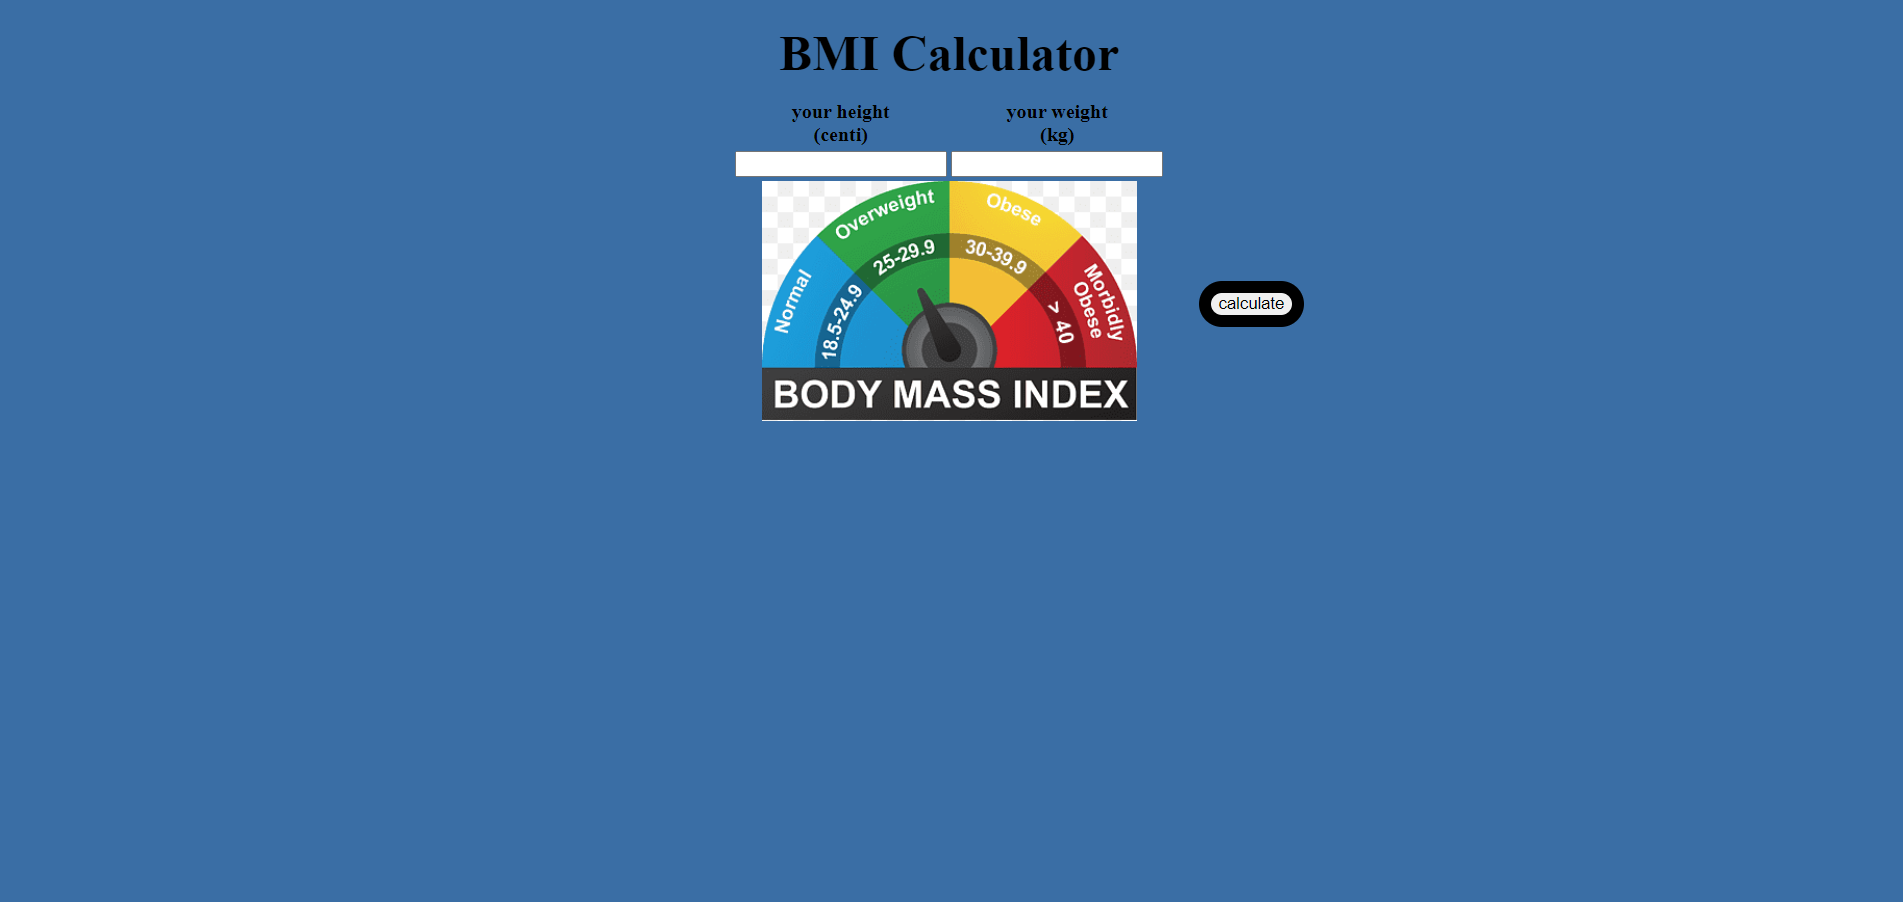 BMI Calculator
your height
(centi)
your weight
(kg)
Normal
18.5-24.9
Overweight
25-29.9
Obese
30-39.9
Morbidly
Obese
> 40
BODY MASS INDEX
calculate